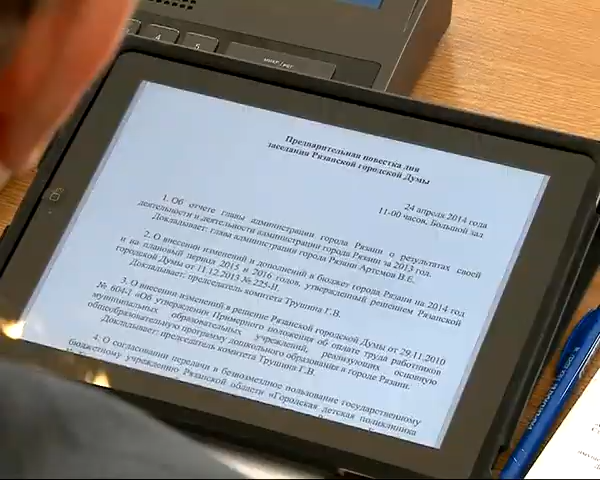 4
5
Предварительная повестка дня
заседания Рязанской городской Думы
24 апреля 2014 года
11-00 часов, Большой зал
1. Об отчете главы администрации города Рязани о результатах своей
деятельности и деятельности администрации города Рязани за 2013 год.
Докладывает: глава администрации города Рязани Артемов В.Е.
2. О внесении изменений и дополнений в бюджет города Рязани на 2014 год
и на плановый период 2015 и 2016 годов, утвержденный решением Рязанской
городской Думы от 11.12.2013 № 225-II.
Докладывает: председатель комитета Трушина Г.В.
3. О внесении изменений в решение Рязанской городской Думы от 29.11.2010
№ 606-I «Об утверждении Примерного положения об оплате труда работников
муниципальных образовательных учреждений, реализующих основную
общеобразовательную программу дошкольного образования в городе Рязани.
Докладывает: председатель комитета Трушина Г.В.
4. О согласовании передачи в безвозмездное пользование государственному
бюджетному учреждению Рязанской области «Городская детская поликлиника